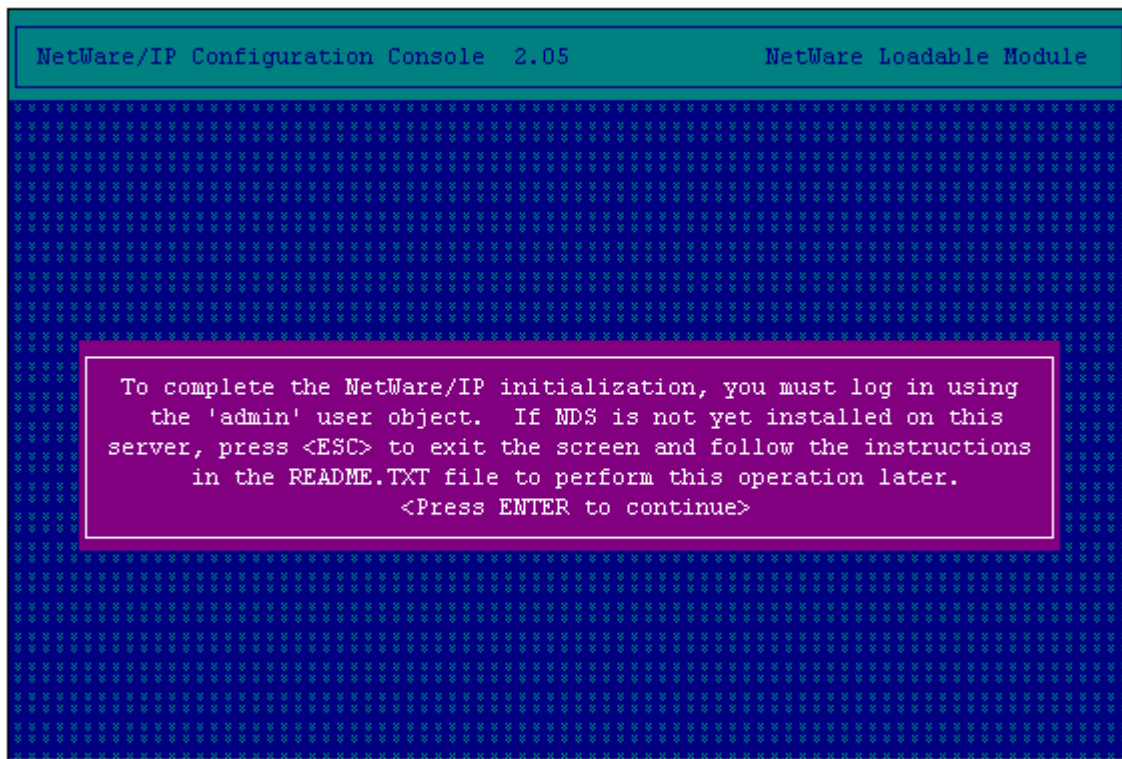 NetWare/IP Configuration Console 2.05 NetWare Loadable Module
To complete the NetWare/IP initialization, you must log in using
the 'admin' user object. If NDS is not yet installed on this
server, press <ESC> to exit the screen and follow the instructions
in the README.TXT file to perform this operation later.
<Press ENTER to continue>